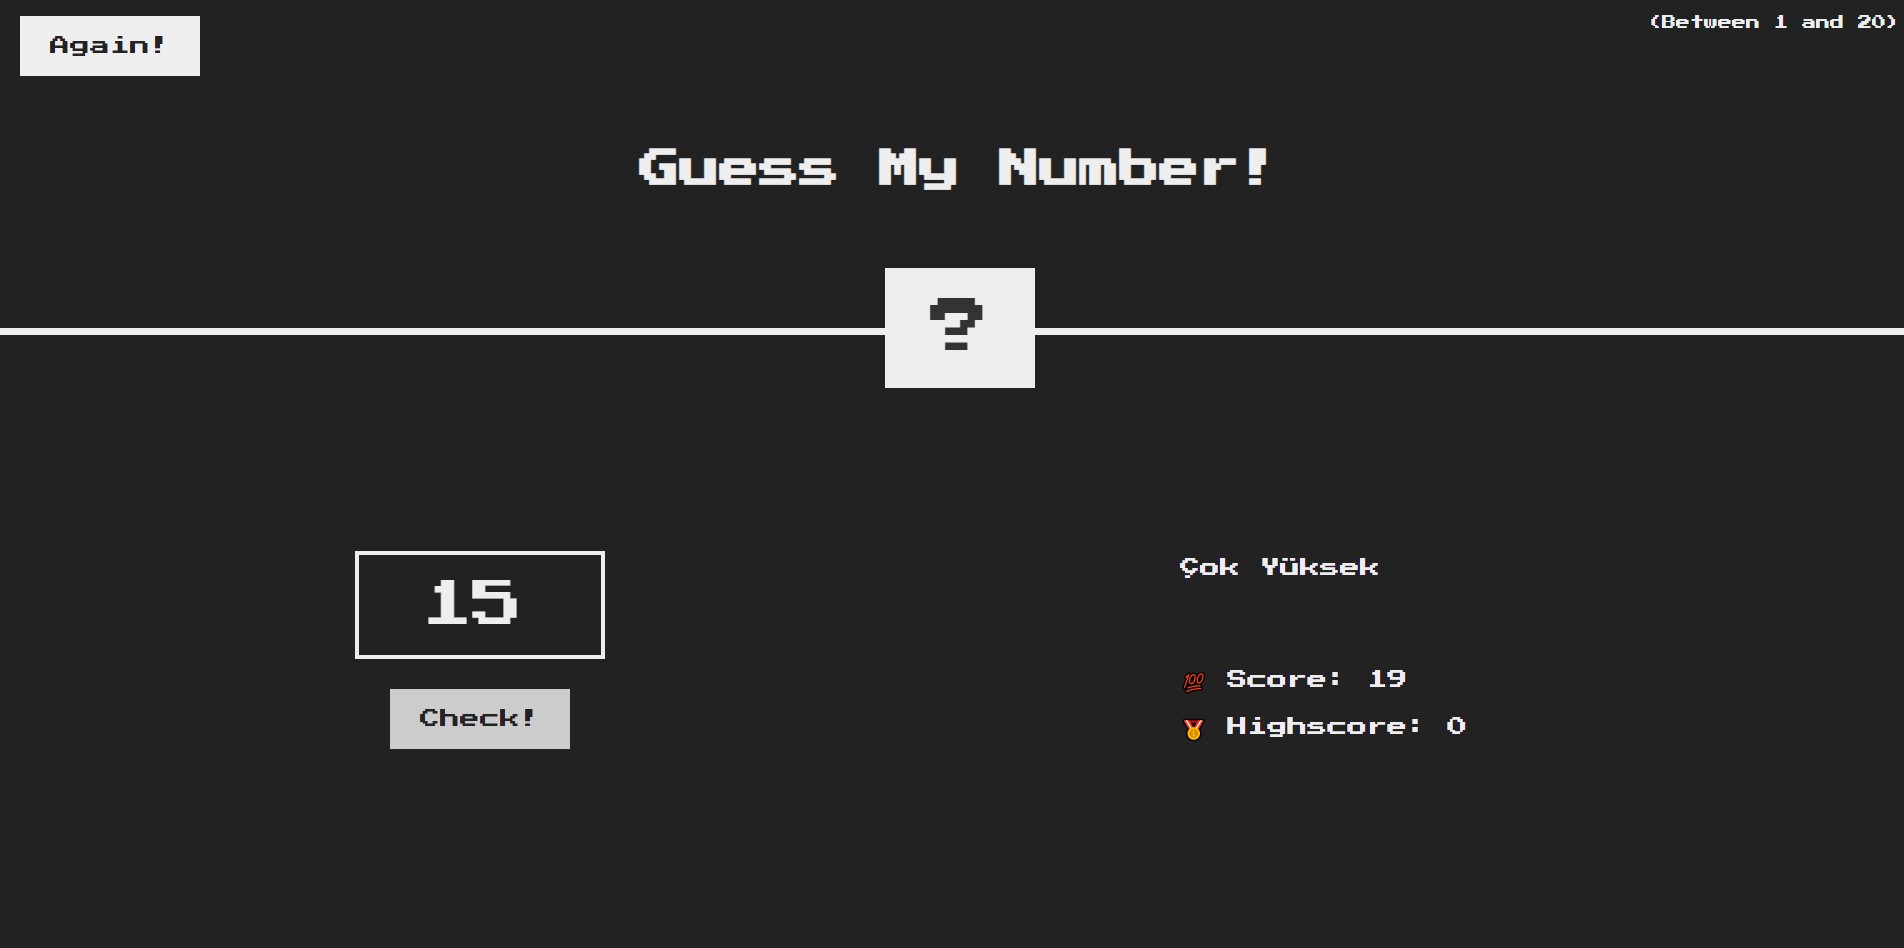 Again!
(Between 1 and 20)
Guess My Number!
?
15
Check!
Çok Yüksek
💯 Score: 19
🥇 Highscore: 0